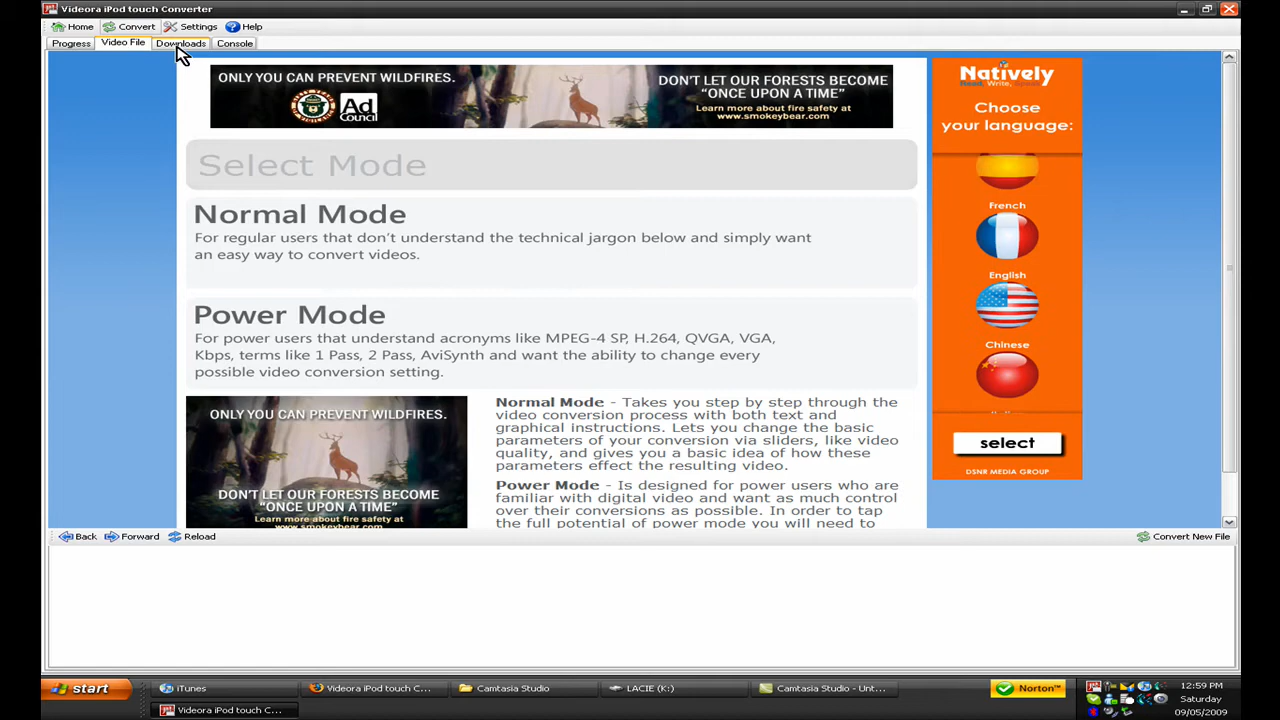 Videora iPod touch Converter
Home Convert Settings Help
Progress Video File Downloads Console
ONLY YOU CAN PREVENT WILDFIRES.
Ad
Council
DON'T LET OUR FORESTS BECOME
"ONCE UPON A TIME"
Learn more about fire safety at
www.smokeybear.com
Natively
Read, Write,
Choose
your language:
French
English
Chinese
select
DSNR MEDIA GROUP
Select Mode
Normal Mode
For regular users that don't understand the technical jargon below and simply want
an easy way to convert videos.
Power Mode
For power users that understand acronyms like MPEG-4 SP, H.264, QVGA, VGA,
Kbps, terms like 1 Pass, 2 Pass, AviSynth and want the ability to change every
possible video conversion setting.
ONLY YOU CAN PREVENT WILDFIRES.
DON'T LET OUR FORESTS BECOME
"ONCE UPON A TIME"
Learn more about fire safety at
www.smokeybear.com
Normal Mode - Takes you step by step through the
video conversion process with both text and
graphical instructions. Lets you change the basic
parameters of your conversion via sliders, like video
quality, and gives you a basic idea of how these
parameters effect the resulting video.
Power Mode - Is designed for power users who are
familiar with digital video and want as much control
over their conversions as possible. In order to tap
the full potential of power mode you will need to
Back Forward Reload Convert New File
start
iTunes
Videora iPod touch C...
Camtasia Studio
LACIE (K:)
Camtasia Studio - Unt...
Videora iPod touch C...
Norton™
12:59 PM
Saturday
09/05/2009